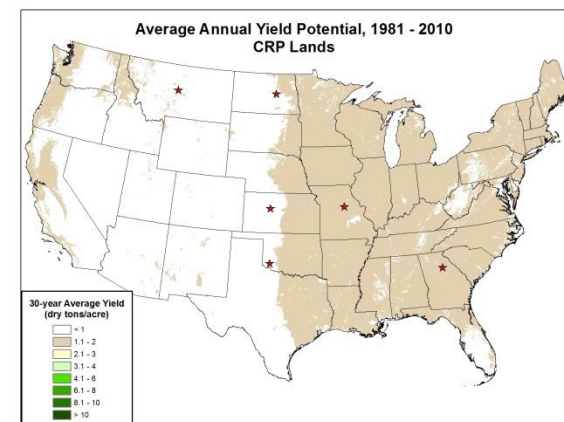 Average Annual Yield Potential, 1981 - 2010
CRP Lands
30-year Average Yield
(dry tons/acre)
< 1
1.1 - 2
2.1 - 3
3.1 - 4
4.1 - 6
6.1 - 8
8.1 - 10
> 10